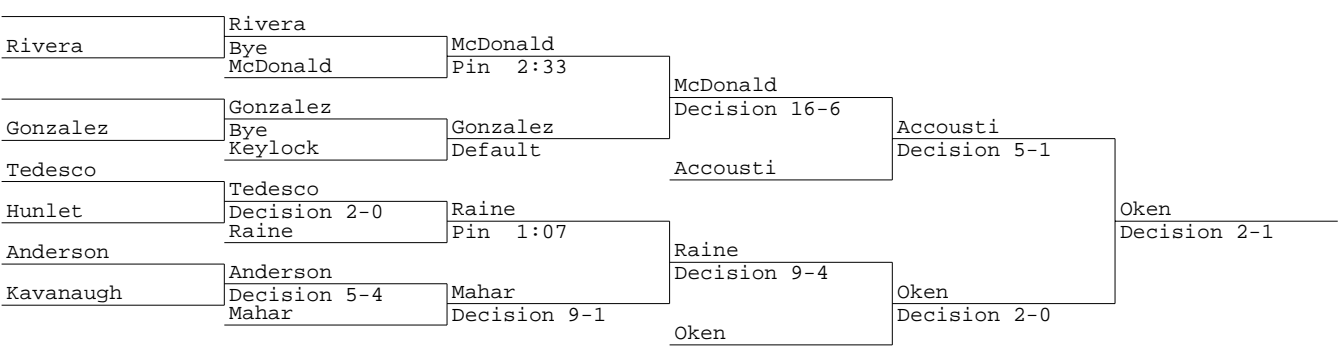 Rivera
Rivera
Bye
McDonald
McDonald
Pin 2:33
McDonald
Decision 16-6
Gonzalez
Gonzalez
Bye
Keylock
Gonzalez
Default
Accousti
Accousti
Decision 5-1
Tedesco
Tedesco
Hunlet
Decision 2-0
Raine
Raine
Pin 1:07
Oken
Decision 2-1
Raine
Decision 9-4
Anderson
Anderson
Kavanaugh
Decision 5-4
Mahar
Mahar
Decision 9-1
Oken
Decision 2-0
Oken